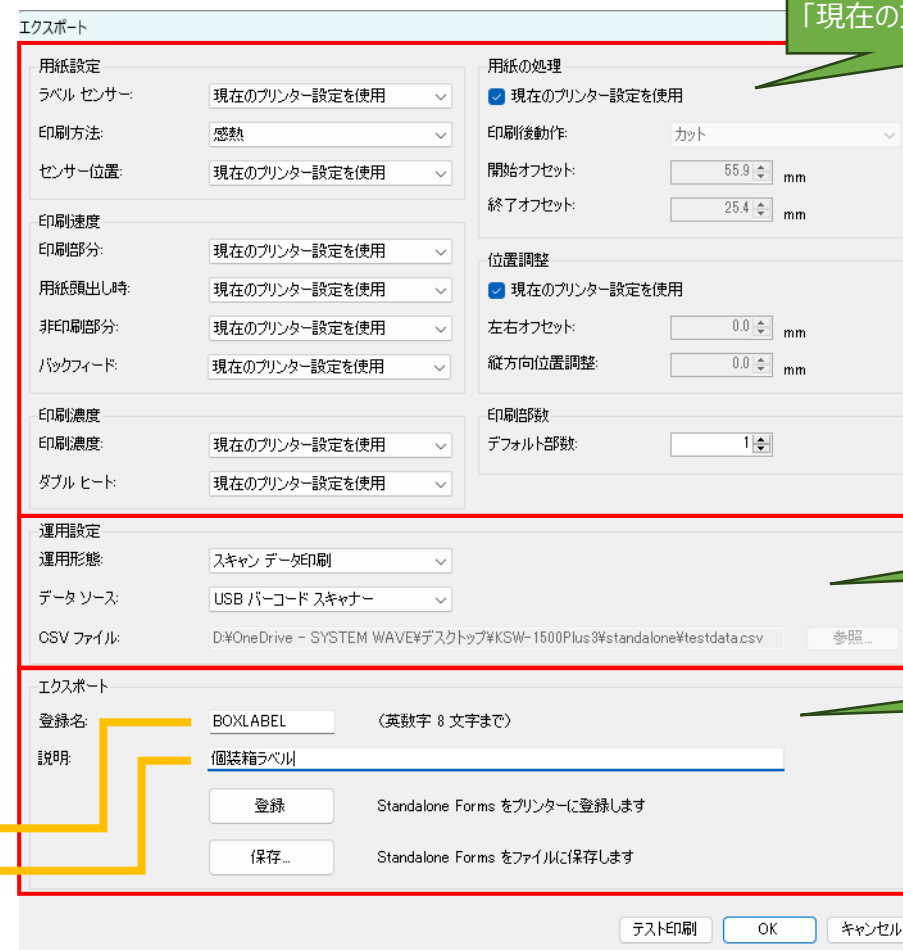 「現在の
エクスポート
用紙設定
ラベル センサー: 現在のプリンター設定を使用
印刷方法: 感熱
センサー位置: 現在のプリンター設定を使用
印刷速度
印刷部分: 現在のプリンター設定を使用
用紙頭出し時: 現在のプリンター設定を使用
非印刷部分: 現在のプリンター設定を使用
バックフィード: 現在のプリンター設定を使用
印刷濃度
印刷濃度: 現在のプリンター設定を使用
ダブル ヒート: 現在のプリンター設定を使用
用紙の処理
現在のプリンター設定を使用
印刷後動作: カット
開始オフセット: 55.9 mm
終了オフセット: 25.4 mm
位置調整
現在のプリンター設定を使用
左右オフセット: 0.0 mm
縦方向位置調整: 0.0 mm
印刷部数
デフォルト部数: 1
運用設定
運用形態: スキャン データ印刷
データ ソース: USB バーコード スキャナー
CSV ファイル: D:¥OneDrive - SYSTEM WAVE¥デスクトップ¥KSW-1500Plus3¥standalone¥testdata.csv 参照...
エクスポート
登録名: BOXLABEL (英数字 8 文字まで)
説明: 個装箱ラベル
登録 Standalone Forms をプリンターに登録します
保存... Standalone Forms をファイルに保存します
テスト印刷 OK キャンセル